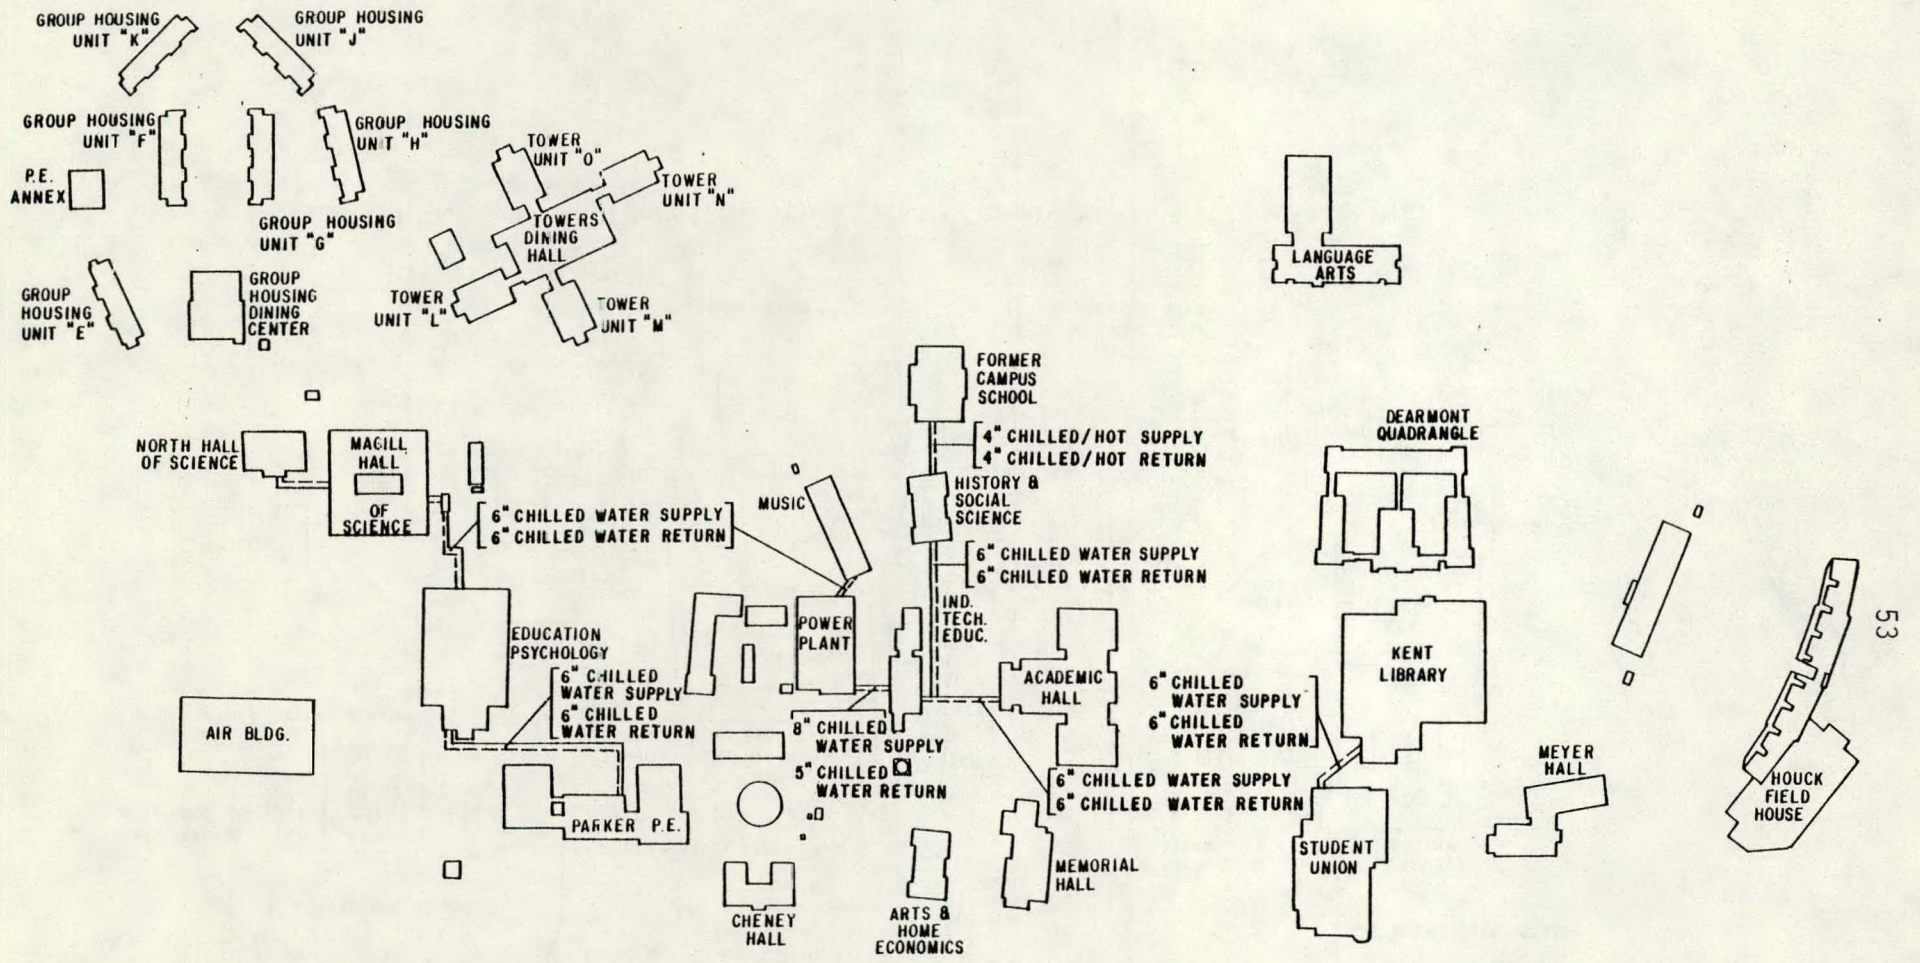 GROUP HOUSING
UNIT "K"
GROUP HOUSING
UNIT "J"
GROUP HOUSING
UNIT "F"
GROUP HOUSING
UNIT "H"
P.E.
ANNEX
GROUP HOUSING
UNIT "G"
TOWER
UNIT "O"
TOWER
UNIT "N"
TOWERS
DINING
HALL
GROUP
HOUSING
UNIT "E"
GROUP
HOUSING
DINING
CENTER
TOWER
UNIT "L"
TOWER
UNIT "M"
LANGUAGE
ARTS
FORMER
CAMPUS
SCHOOL
4" CHILLED/HOT SUPPLY
4" CHILLED/HOT RETURN
DEARMONT
QUADRANGLE
NORTH HALL
OF SCIENCE
MAGILL
HALL
OF
SCIENCE
6" CHILLED WATER SUPPLY
6" CHILLED WATER RETURN
MUSIC
HISTORY &
SOCIAL
SCIENCE
6" CHILLED WATER SUPPLY
6" CHILLED WATER RETURN
IND.
TECH.
EDUC.
POWER
PLANT
EDUCATION
PSYCHOLOGY
6" CHILLED
WATER SUPPLY
6" CHILLED
WATER RETURN
ACADEMIC
HALL
6" CHILLED
WATER SUPPLY
6" CHILLED
WATER RETURN
KENT
LIBRARY
53
AIR BLDG.
8" CHILLED
WATER SUPPLY
5" CHILLED
WATER RETURN
6" CHILLED WATER SUPPLY
6" CHILLED WATER RETURN
MEYER
HALL
HOUCK
FIELD
HOUSE
PARKER P.E.
STUDENT
UNION
MEMORIAL
HALL
CHENEY
HALL
ARTS &
HOME
ECONOMICS